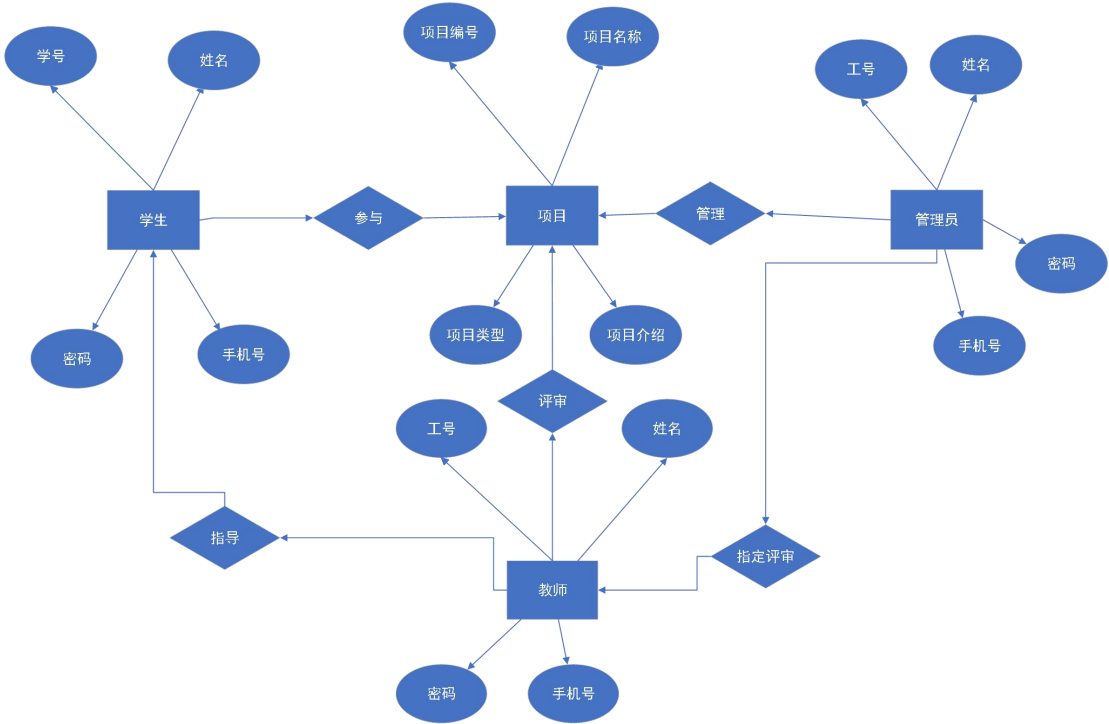 项目编号
项目名称
学号
姓名
工号
姓名
学生
参与
项目
管理
管理员
密码
项目类型
项目介绍
手机号
密码
手机号
评审
工号
姓名
指导
指定评审
教师
密码
手机号